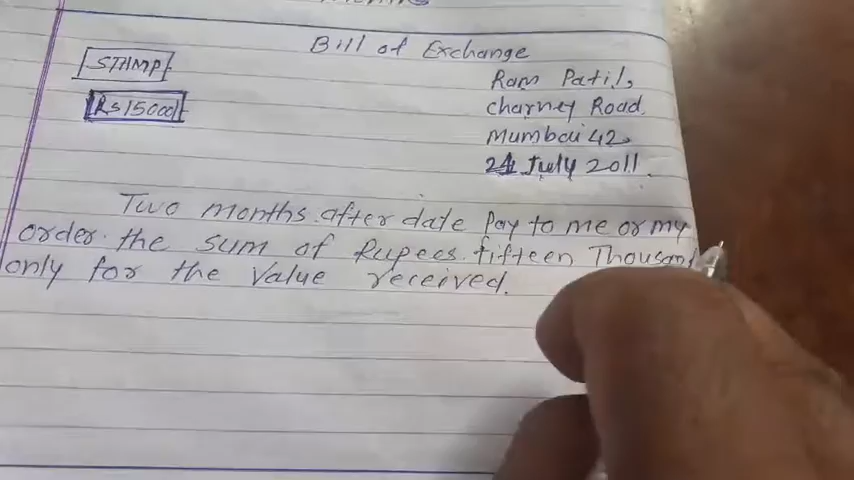 Bill of Exchange
STAMP
Rs 15000
Ram Patil,
charney Road,
Mumbai 42
24 July 2011.
Two months after date pay to me or my
order. the sum of Rupees fifteen Thousand
only for the value received.